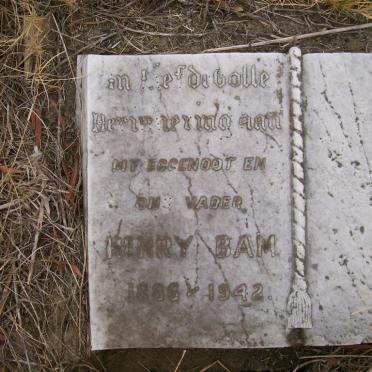 In Liefdevolle
Herinnering aan
MY EGGENOOT EN
ONS VADER
HENRY BAM
1886 - 1942